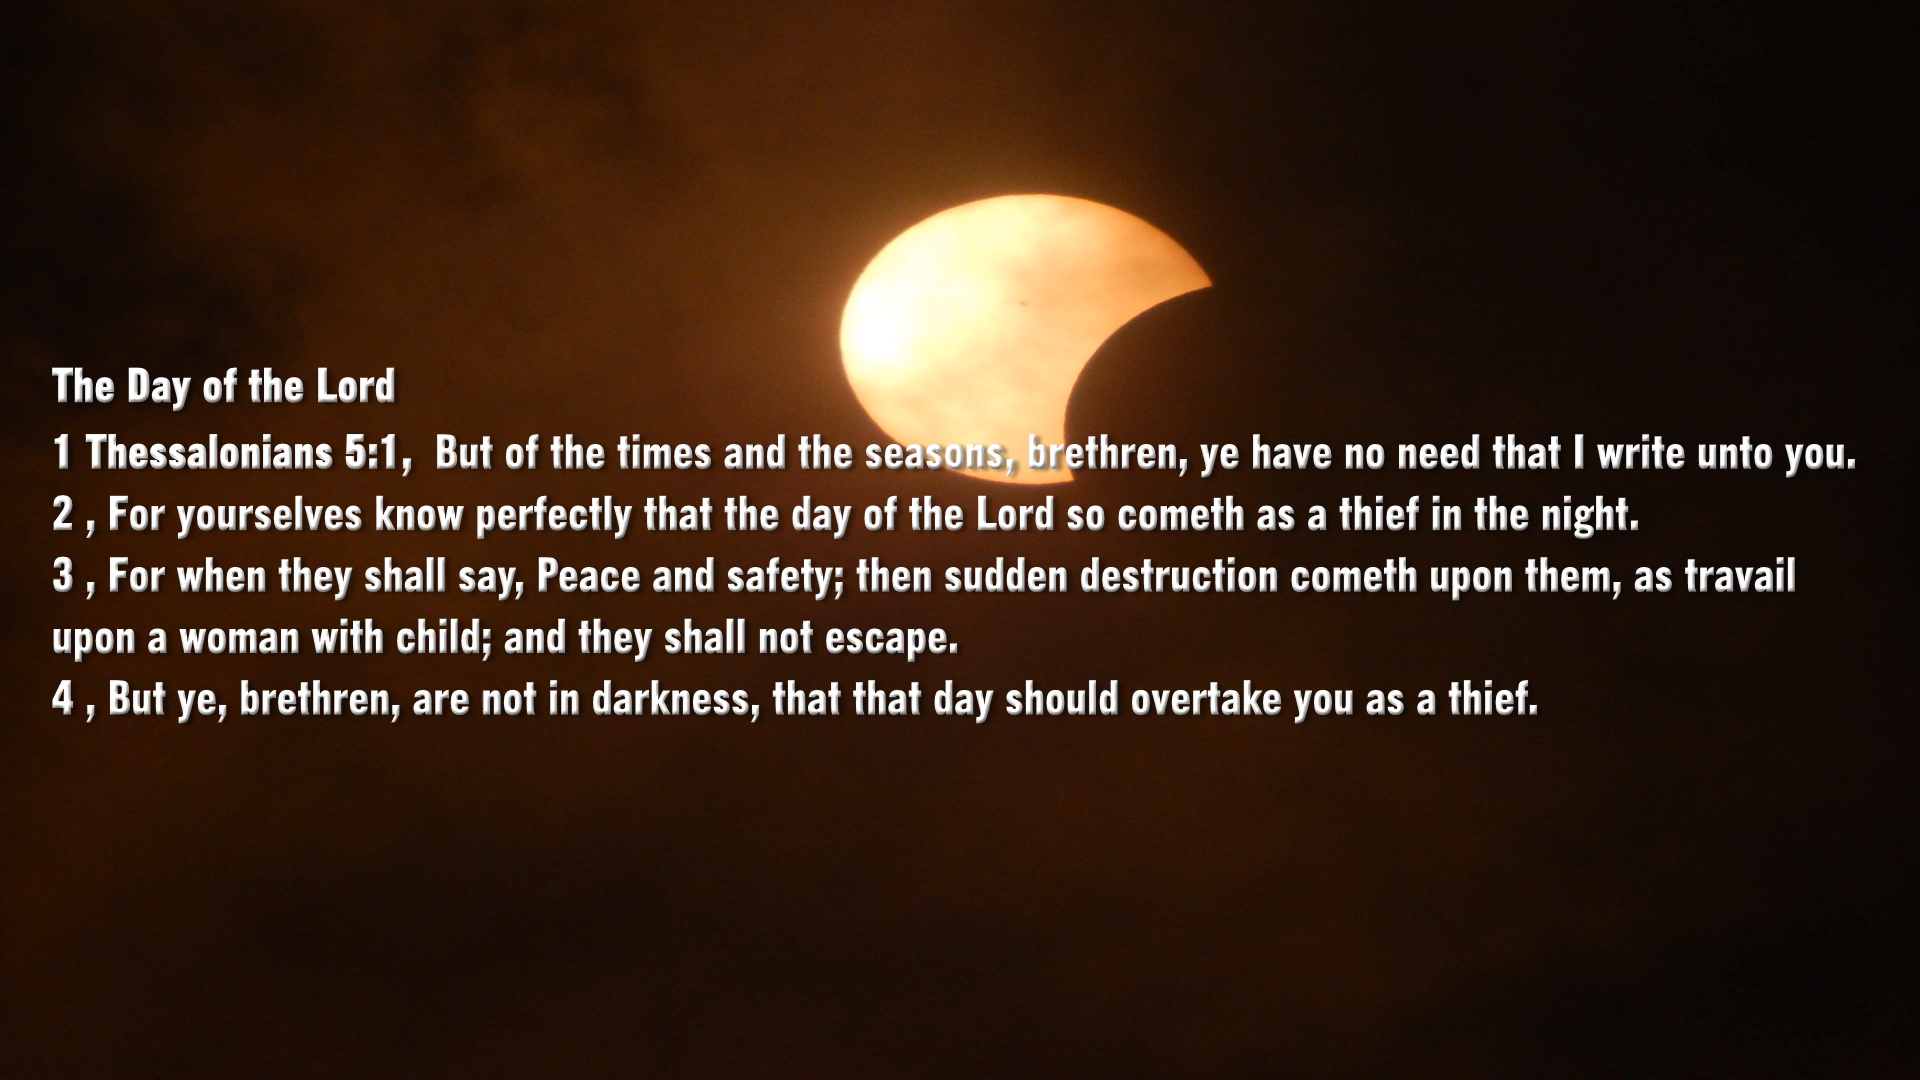 The Day of the Lord
1 Thessalonians 5:1, But of the times and the seasons, brethren, ye have no need that I write unto you.
2 , For yourselves know perfectly that the day of the Lord so cometh as a thief in the night.
3 , For when they shall say, Peace and safety; then sudden destruction cometh upon them, as travail
upon a woman with child; and they shall not escape.
4 , But ye, brethren, are not in darkness, that that day should overtake you as a thief.